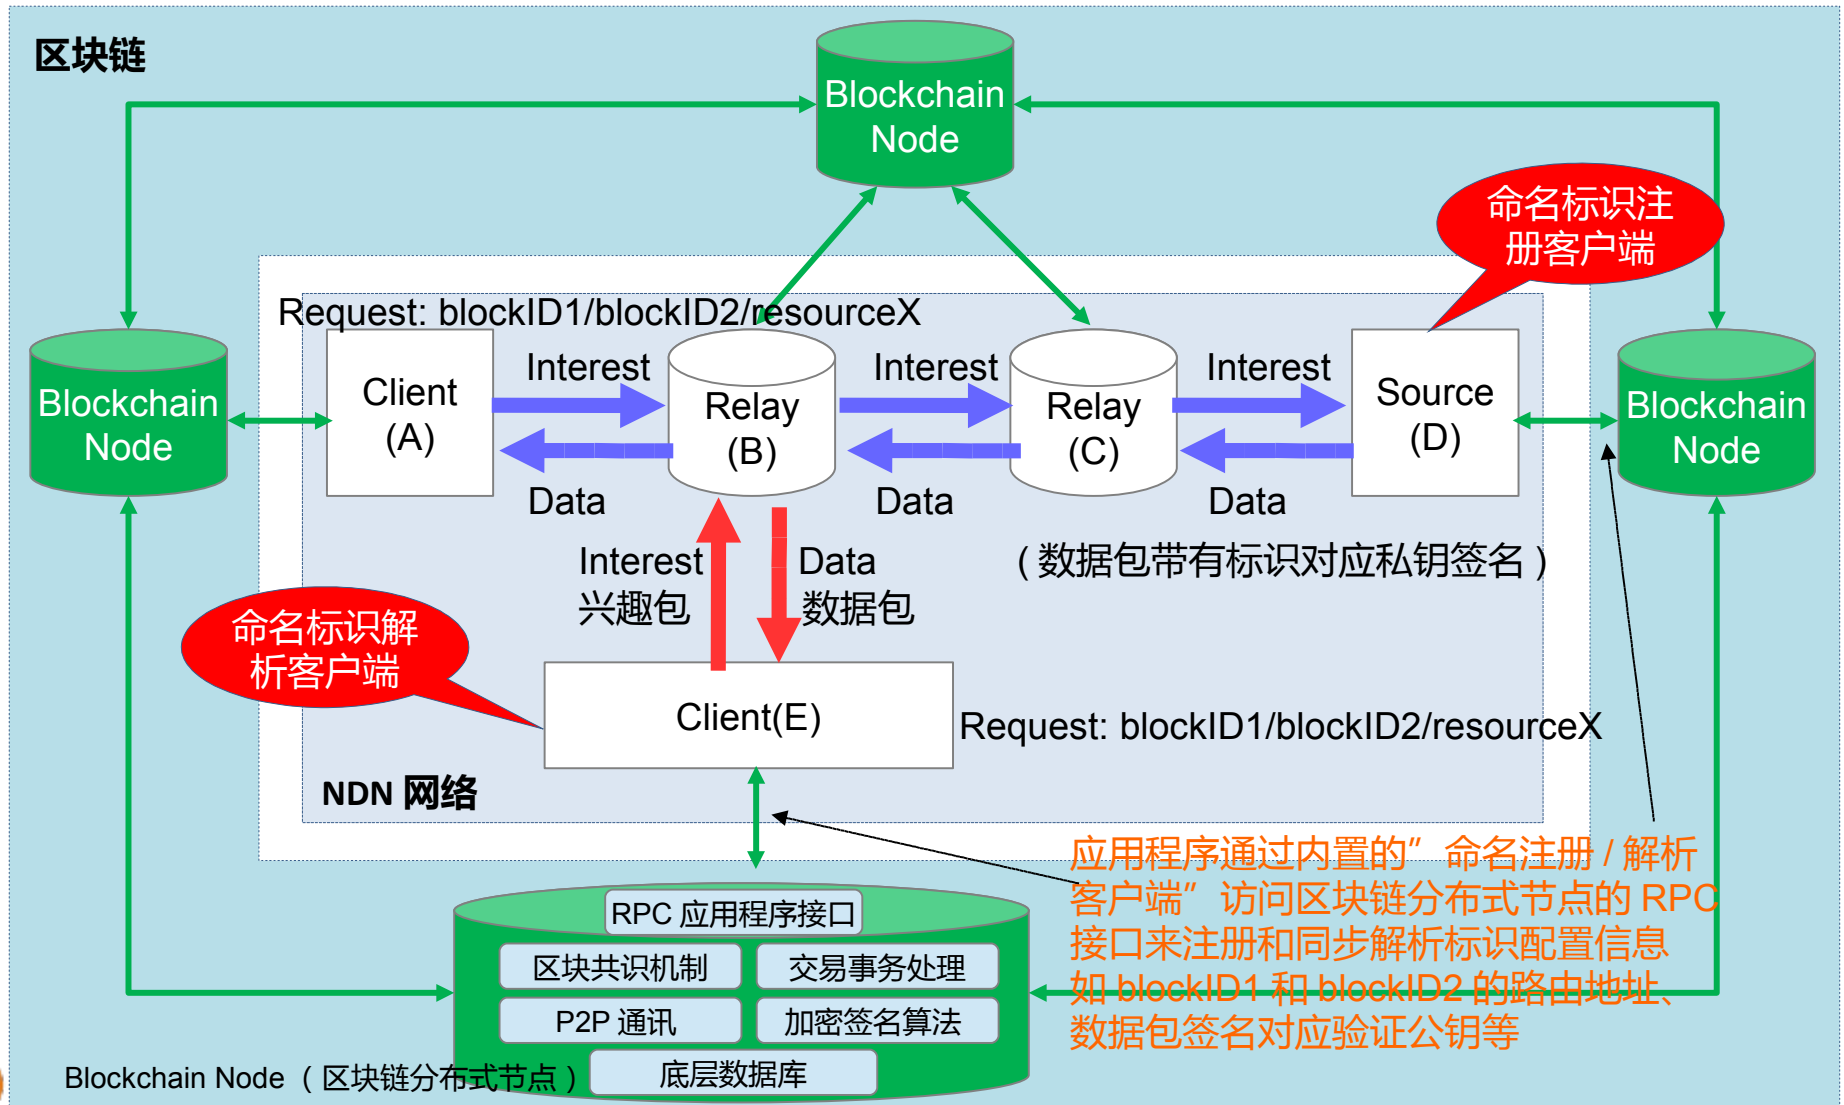 区块链
Blockchain
Node
命名标识注
册客户端
Request: blockID1/blockID2/resourceX
Blockchain
Node
Client
(A)
Interest
Data
Relay
(B)
Interest
Data
Relay
(C)
Interest
Data
Source
(D)
Blockchain
Node
Interest
兴趣包
Data
数据包
(数据包带有标识对应私钥签名)
命名标识解
析客户端
Client(E)
Request: blockID1/blockID2/resourceX
NDN 网络
应用程序通过内置的”命名注册/解析
客户端”访问区块链分布式节点的 RPC
接口来注册和同步解析标识配置信息
如 blockID1 和 blockID2 的路由地址、
数据包签名对应验证公钥等
RPC 应用程序接口
区块共识机制
交易事务处理
P2P 通讯
加密签名算法
底层数据库
Blockchain Node (区块链分布式节点)